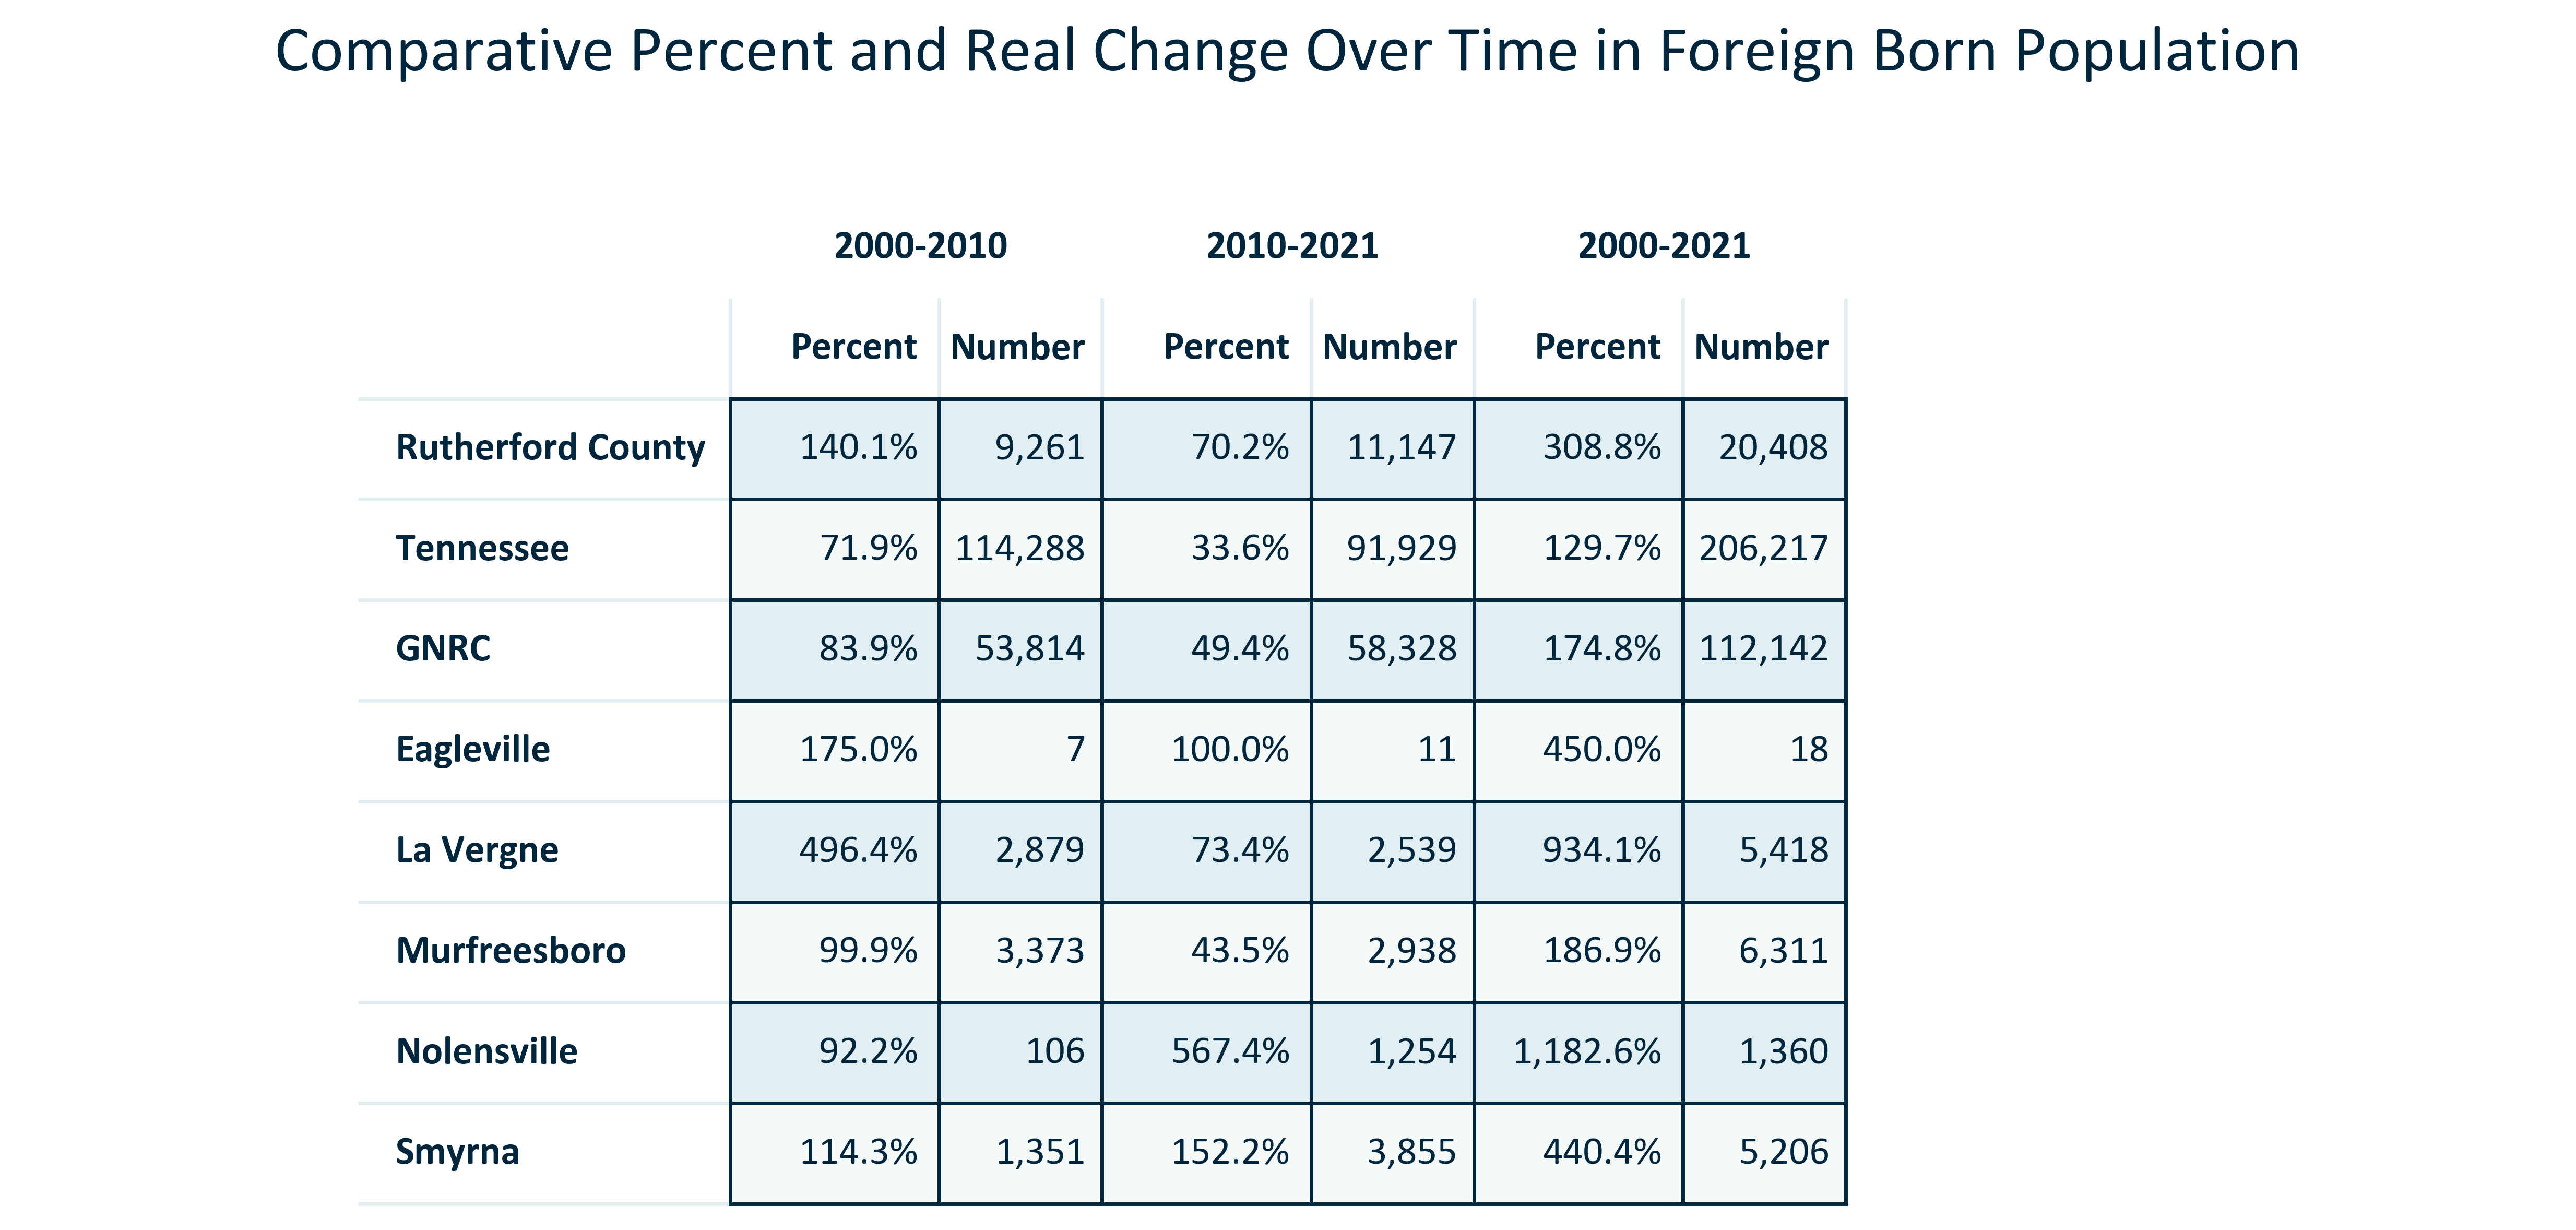 Comparative Percent and Real Change Over Time in Foreign Born Population
2000-2010 2010-2021 2000-2021
Percent Number Percent Number Percent Number
Rutherford County 140.1% 9,261 70.2% 11,147 308.8% 20,408
Tennessee 71.9% 114,288 33.6% 91,929 129.7% 206,217
GNRC 83.9% 53,814 49.4% 58,328 174.8% 112,142
Eagleville 175.0% 7 100.0% 11 450.0% 18
La Vergne 496.4% 2,879 73.4% 2,539 934.1% 5,418
Murfreesboro 99.9% 3,373 43.5% 2,938 186.9% 6,311
Nolensville 92.2% 106 567.4% 1,254 1,182.6% 1,360
Smyrna 114.3% 1,351 152.2% 3,855 440.4% 5,206